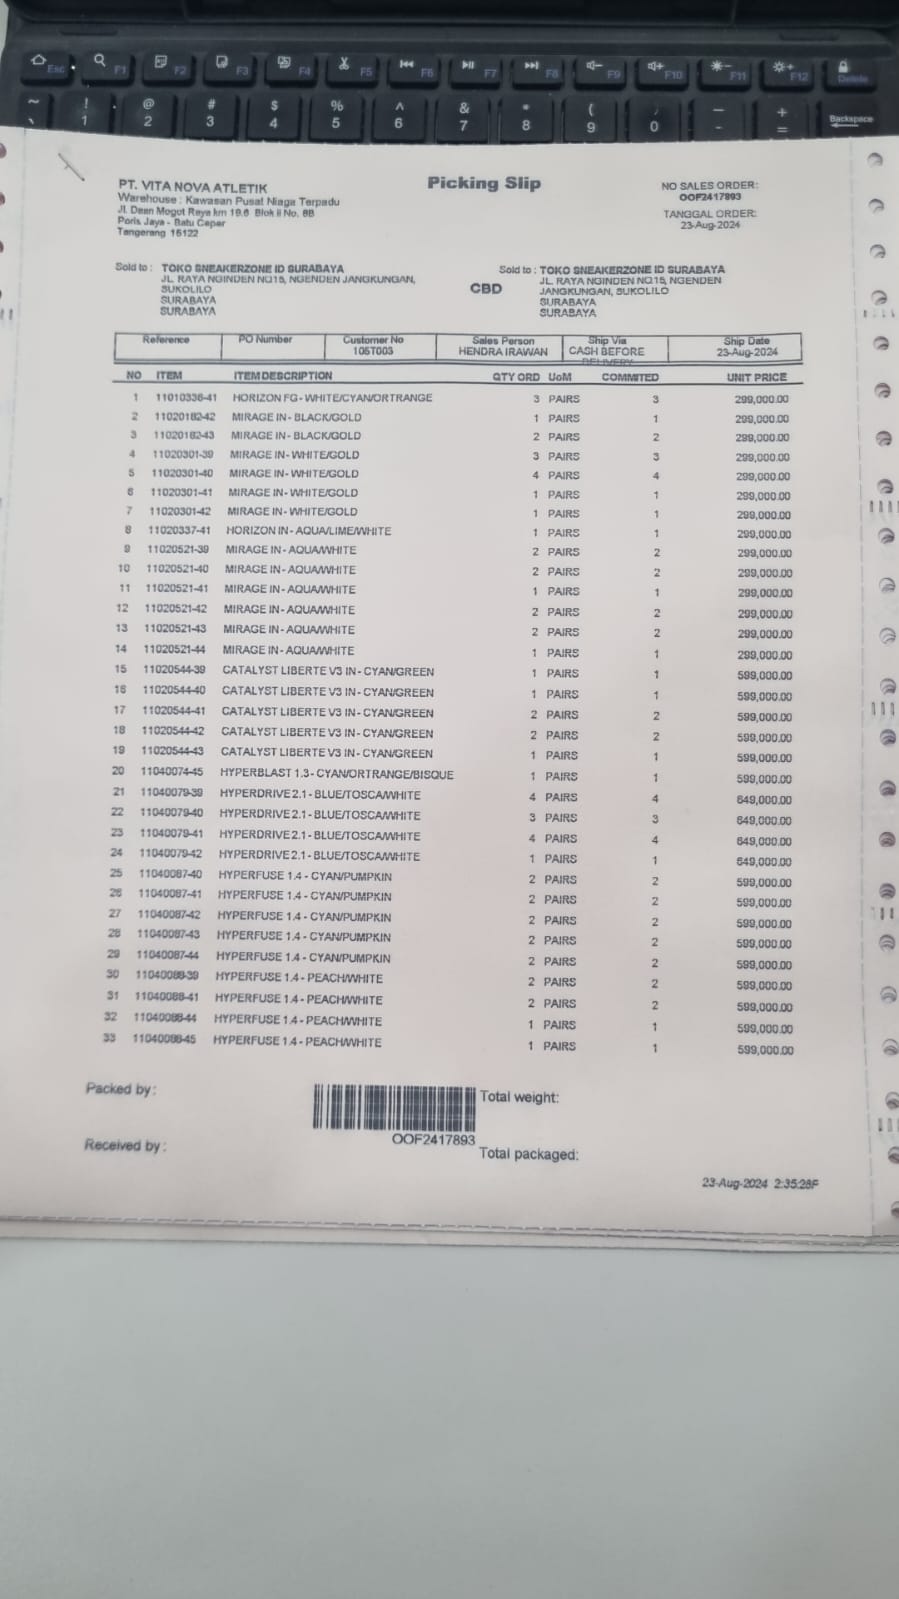 Esc F1 F2 F3 F4 F5 F6 F7 F8 F9 F10 F11 F12 Delete
~ ! @ # $ % ^ & * ( ) — +
` 1 2 3 4 5 6 7 8 9 0 - = Backspace
Picking Slip
PT. VITA NOVA ATLETIK
Warehouse : Kawasan Pusat Niaga Terpadu
Jl. Daan Mogot Raya km 19.6 Blok ii No. 8B
Poris Jaya - Batu Ceper
Tangerang 15122
NO SALES ORDER:
OOF2417893
TANGGAL ORDER:
23-Aug-2024
Sold to : TOKO SNEAKERZONE ID SURABAYA
JL. RAYA NGINDEN NO15, NGENDEN JANGKUNGAN,
SUKOLILO
SURABAYA
SURABAYA
CBD
Sold to : TOKO SNEAKERZONE ID SURABAYA
JL. RAYA NGINDEN NO.15, NGENDEN
JANGKUNGAN, SUKOLILO
SURABAYA
SURABAYA
Reference PO Number Customer No Sales Person Ship Via Ship Date
105T003 HENDRA IRAWAN CASH BEFORE 23-Aug-2024
DELIVERY
NO ITEM ITEM DESCRIPTION QTY ORD UoM COMMITED UNIT PRICE
1 11010336-41 HORIZON FG - WHITE/CYAN/ORTRANGE 3 PAIRS 3 299,000.00
2 11020182-42 MIRAGE IN - BLACK/GOLD 1 PAIRS 1 299,000.00
3 11020182-43 MIRAGE IN - BLACK/GOLD 2 PAIRS 2 299,000.00
4 11020301-39 MIRAGE IN - WHITE/GOLD 3 PAIRS 3 299,000.00
5 11020301-40 MIRAGE IN - WHITE/GOLD 4 PAIRS 4 299,000.00
6 11020301-41 MIRAGE IN - WHITE/GOLD 1 PAIRS 1 299,000.00
7 11020301-42 MIRAGE IN - WHITE/GOLD 1 PAIRS 1 299,000.00
8 11020337-41 HORIZON IN - AQUA/LIME/WHITE 1 PAIRS 1 299,000.00
9 11020521-39 MIRAGE IN - AQUA/WHITE 2 PAIRS 2 299,000.00
10 11020521-40 MIRAGE IN - AQUA/WHITE 2 PAIRS 2 299,000.00
11 11020521-41 MIRAGE IN - AQUA/WHITE 1 PAIRS 1 299,000.00
12 11020521-42 MIRAGE IN - AQUA/WHITE 2 PAIRS 2 299,000.00
13 11020521-43 MIRAGE IN - AQUA/WHITE 2 PAIRS 2 299,000.00
14 11020521-44 MIRAGE IN - AQUA/WHITE 1 PAIRS 1 299,000.00
15 11020544-39 CATALYST LIBERTE V3 IN - CYAN/GREEN 1 PAIRS 1 599,000.00
16 11020544-40 CATALYST LIBERTE V3 IN - CYAN/GREEN 1 PAIRS 1 599,000.00
17 11020544-41 CATALYST LIBERTE V3 IN - CYAN/GREEN 2 PAIRS 2 599,000.00
18 11020544-42 CATALYST LIBERTE V3 IN - CYAN/GREEN 2 PAIRS 2 599,000.00
19 11020544-43 CATALYST LIBERTE V3 IN - CYAN/GREEN 1 PAIRS 1 599,000.00
20 11040074-45 HYPERBLAST 1.3 - CYAN/ORTRANGE/BISQUE 1 PAIRS 1 599,000.00
21 11040079-39 HYPERDRIVE 2.1 - BLUE/TOSCA/WHITE 4 PAIRS 4 649,000.00
22 11040079-40 HYPERDRIVE 2.1 - BLUE/TOSCA/WHITE 3 PAIRS 3 649,000.00
23 11040079-41 HYPERDRIVE 2.1 - BLUE/TOSCA/WHITE 4 PAIRS 4 649,000.00
24 11040079-42 HYPERDRIVE 2.1 - BLUE/TOSCA/WHITE 1 PAIRS 1 649,000.00
25 11040087-40 HYPERFUSE 1.4 - CYAN/PUMPKIN 2 PAIRS 2 599,000.00
26 11040087-41 HYPERFUSE 1.4 - CYAN/PUMPKIN 2 PAIRS 2 599,000.00
27 11040087-42 HYPERFUSE 1.4 - CYAN/PUMPKIN 2 PAIRS 2 599,000.00
28 11040087-43 HYPERFUSE 1.4 - CYAN/PUMPKIN 2 PAIRS 2 599,000.00
29 11040087-44 HYPERFUSE 1.4 - CYAN/PUMPKIN 2 PAIRS 2 599,000.00
30 11040088-39 HYPERFUSE 1.4 - PEACH/WHITE 2 PAIRS 2 599,000.00
31 11040088-41 HYPERFUSE 1.4 - PEACH/WHITE 2 PAIRS 2 599,000.00
32 11040088-44 HYPERFUSE 1.4 - PEACH/WHITE 1 PAIRS 1 599,000.00
33 11040088-45 HYPERFUSE 1.4 - PEACH/WHITE 1 PAIRS 1 599,000.00
Packed by :
Total weight:
OOF2417893
Received by :
Total packaged:
23-Aug-2024 2:35:28F